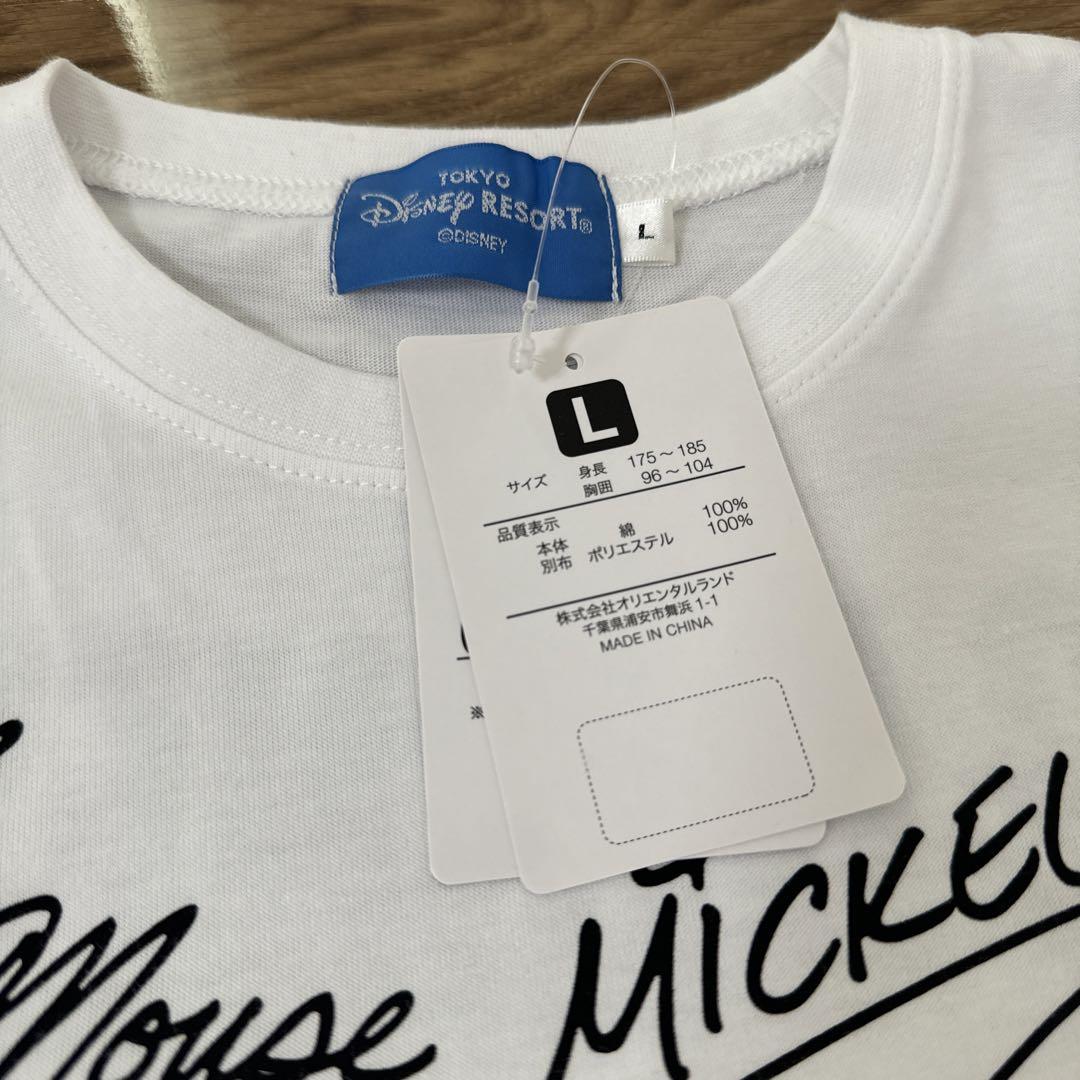 TOKYO
Disney RESORT®
©DISNEY
L
L
サイズ 身長 175～185
胸囲 96～104
品質表示
本体 綿 100%
別布 ポリエステル 100%
株式会社オリエンタルランド
千葉県浦安市舞浜1-1
MADE IN CHINA
※
Mouse
MICKEY